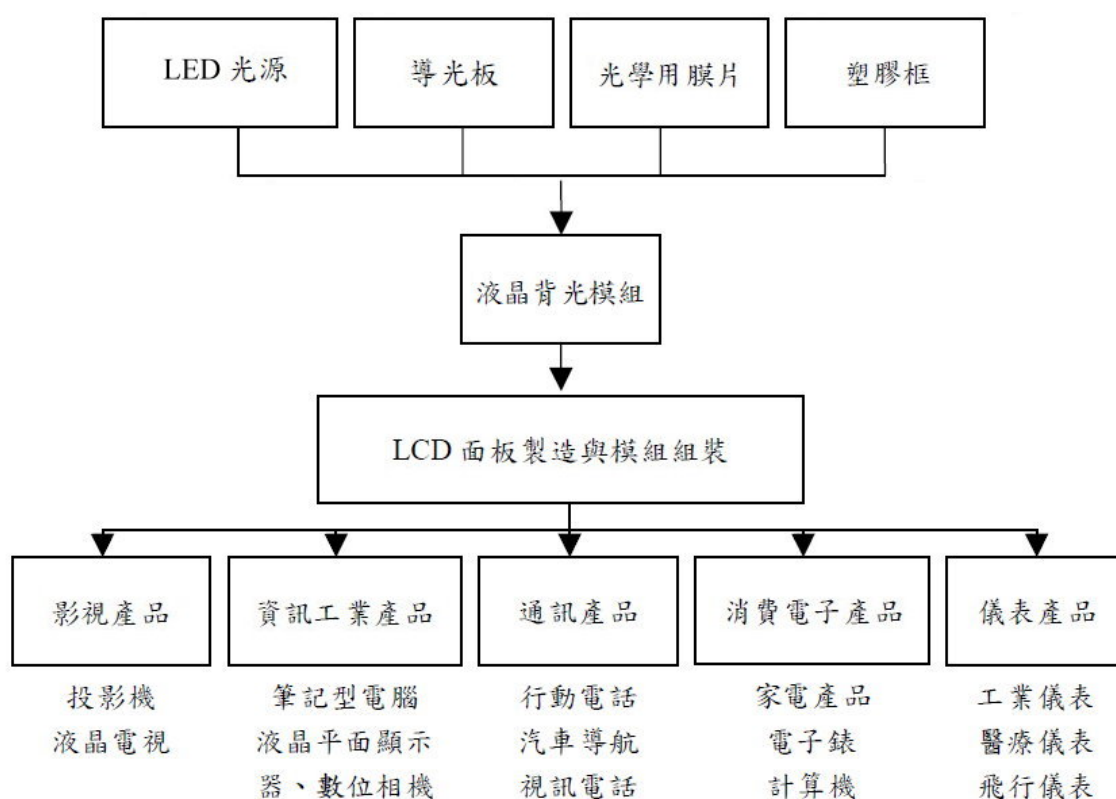 LED 光源
導光板
光學用膜片
塑膠框
液晶背光模組
LCD 面板製造與模組組裝
影視產品
資訊工業產品
通訊產品
消費電子產品
儀表產品
投影機
液晶電視
筆記型電腦
液晶平面顯示
器、數位相機
行動電話
汽車導航
視訊電話
家電產品
電子錶
計算機
工業儀表
醫療儀表
飛行儀表